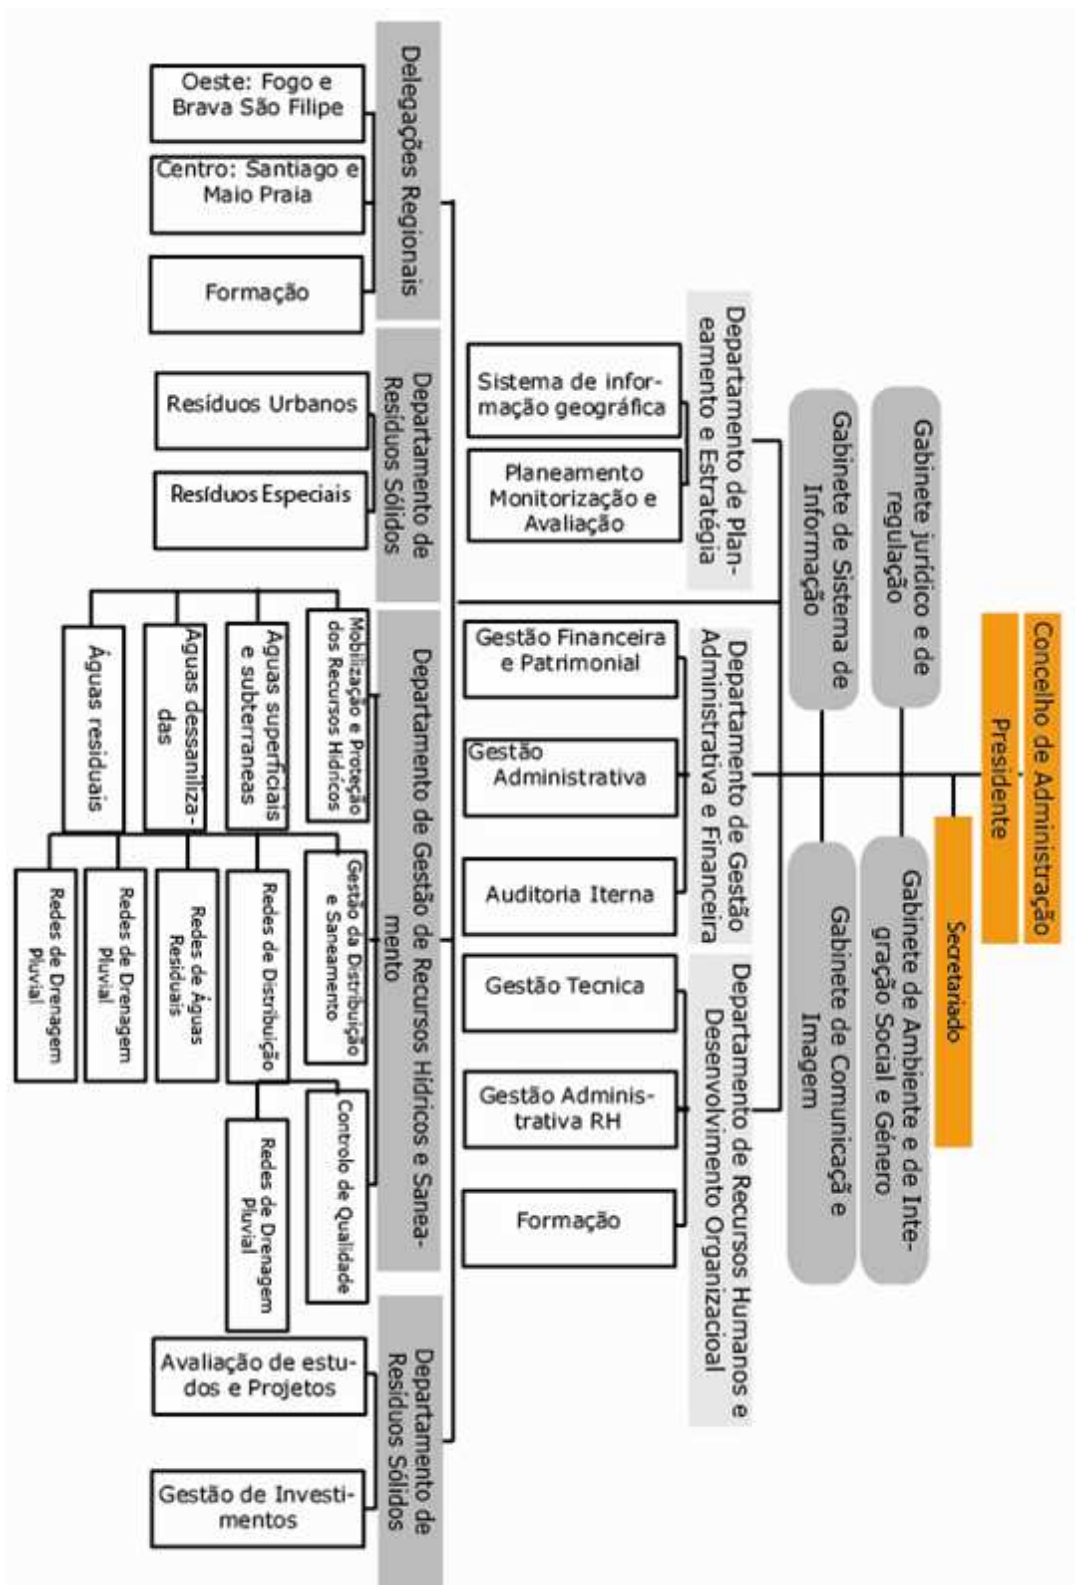 Concelho de Administração
Presidente
Secretariado
Gabinete jurídico e de
regulação
Gabinete de Ambiente e de Inte-
gração Social e Género
Gabinete de Sistema de
Informação
Gabinete de Comunicaçã e
Imagem
Departamento de Plan-
eamento e Estratégia
Sistema de infor-
mação geográfica
Planeamento
Monitorização e
Avaliação
Departamento de Gestão
Administrativa e Financeira
Gestão Financeira
e Patrimonial
Gestão
Administrativa
Auditoria Iterna
Departamento de Recursos Humanos e
Desenvolvimento Organizacioal
Gestão Tecnica
Gestão Adminis-
trativa RH
Formação
Delegações Regionais
Oeste: Fogo e
Brava São Filipe
Centro: Santiago e
Maio Praia
Formação
Departamento de
Resíduos Sólidos
Resíduos Urbanos
Resíduos Especiais
Departamento de Gestão de Recursos Hídricos e Sanea-
mento
Mobilização e Proteção
dos Recursos Hídricos
Águas superficiais
e subterraneas
Águas dessaniliza-
das
Águas residuais
Gestão da Distribuição
e Saneamento
Redes de Distribuição
Redes de Águas
Residuais
Redes de Drenagem
Pluvial
Redes de Drenagem
Pluvial
Controlo de Qualidade
Redes de Drenagem
Pluvial
Departamento de
Resíduos Sólidos
Avaliação de estu-
dos e Projetos
Gestão de Investi-
mentos